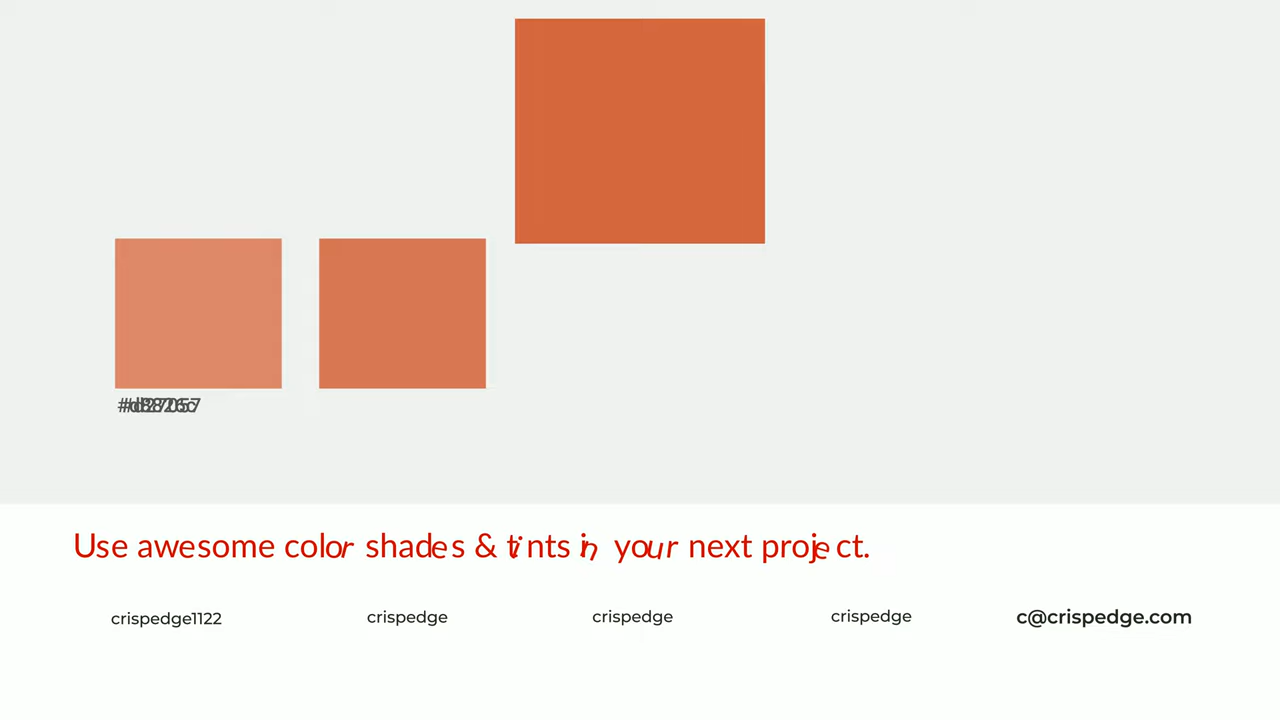 Use awesome color shades & tints in your next project.
crispedge1122 crispedge crispedge crispedge c@crispedge.com